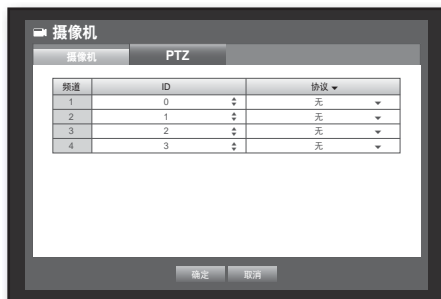 摄像机
摄像机 PTZ
频道 ID 协议
1 0 无
2 1 无
3 2 无
4 3 无
确定 取消